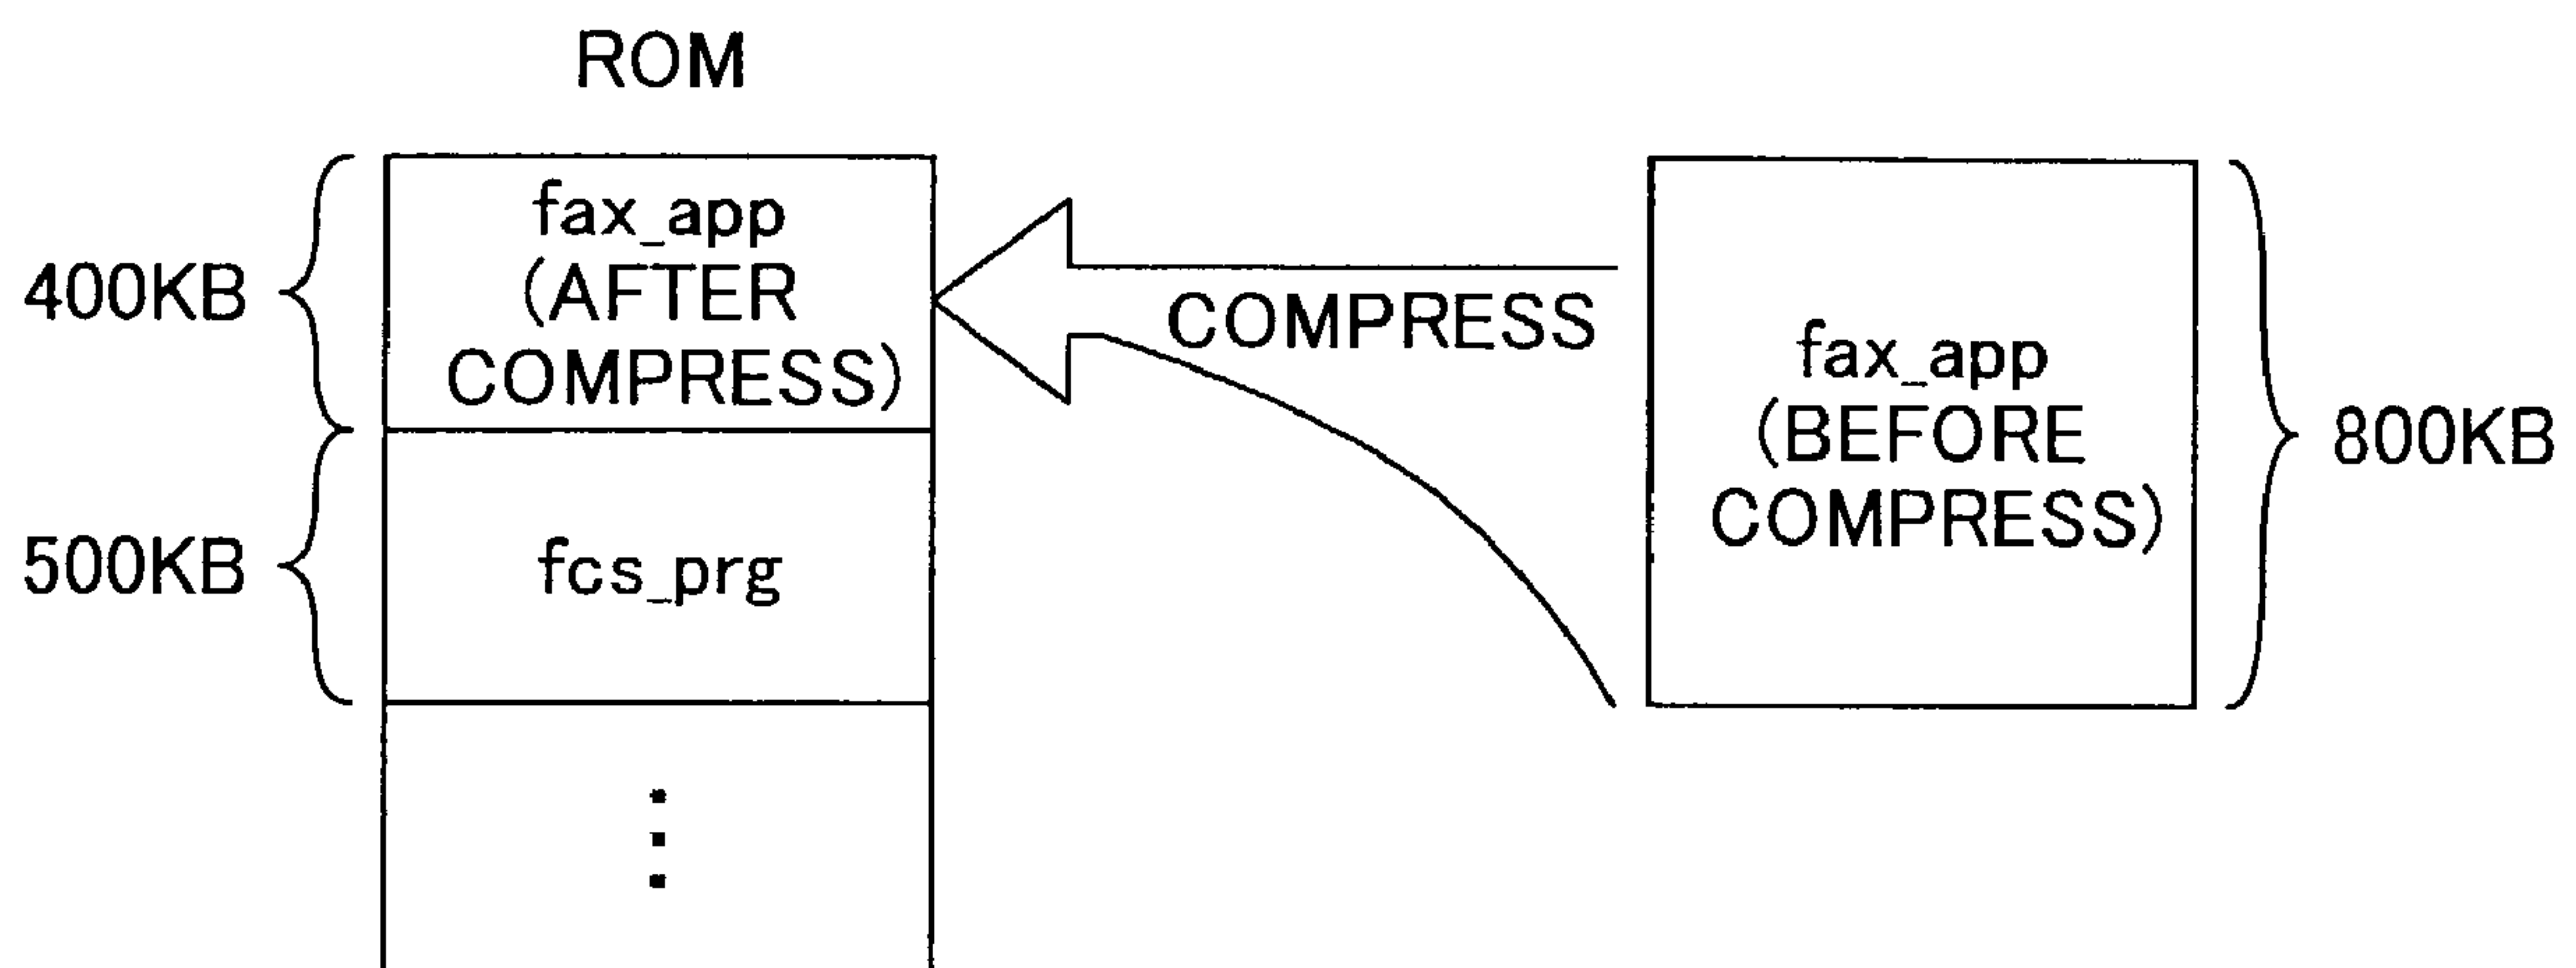 ROM
400KB
fax_app
(AFTER
COMPRESS)
COMPRESS
fax_app
(BEFORE
COMPRESS)
800KB
500KB
fcs_prg